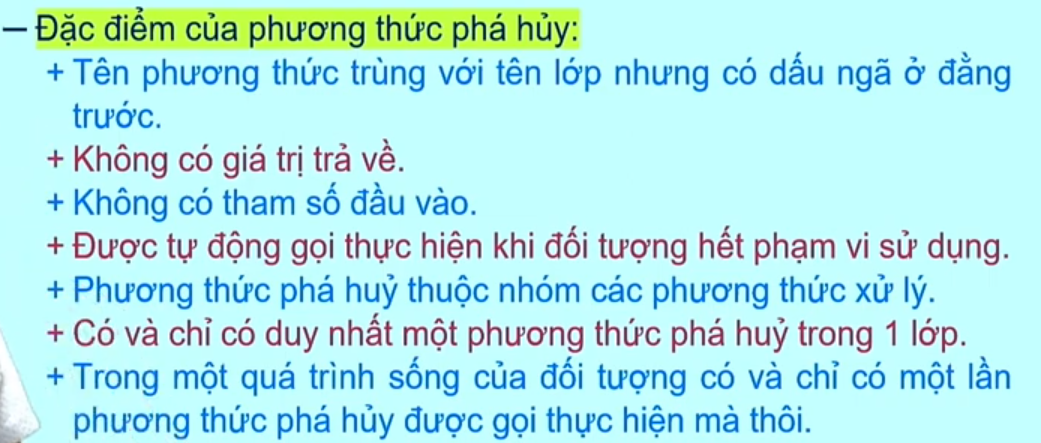 – Đặc điểm của phương thức phá hủy:
+ Tên phương thức trùng với tên lớp nhưng có dấu ngã ở đằng
trước.
+ Không có giá trị trả về.
+ Không có tham số đầu vào.
+ Được tự động gọi thực hiện khi đối tượng hết phạm vi sử dụng.
+ Phương thức phá huỷ thuộc nhóm các phương thức xử lý.
+ Có và chỉ có duy nhất một phương thức phá huỷ trong 1 lớp.
+ Trong một quá trình sống của đối tượng có và chỉ có một lần
phương thức phá hủy được gọi thực hiện mà thôi.